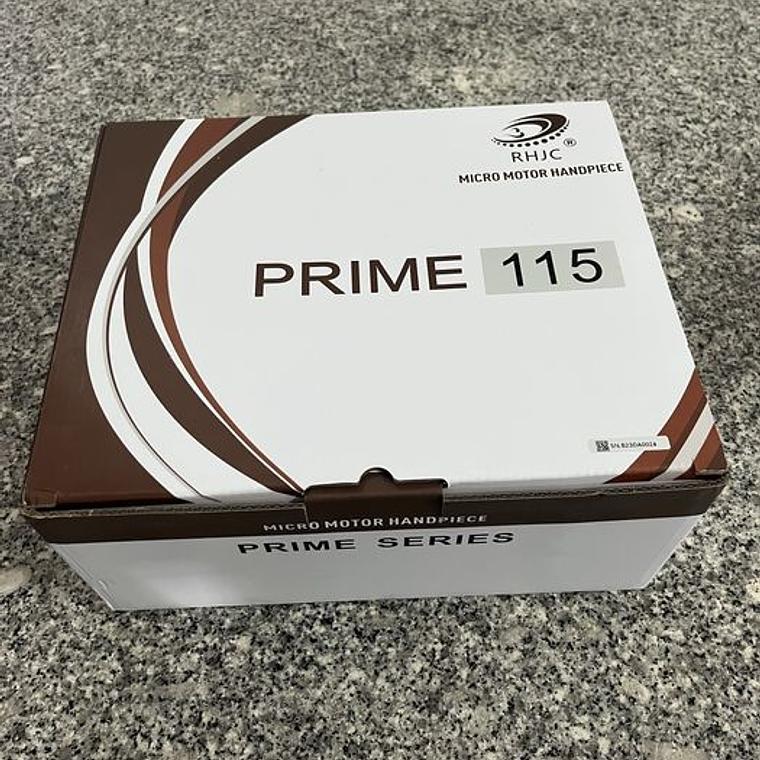 RHJC ®
MICRO MOTOR HANDPIECE
PRIME 115
MICRO MOTOR HANDPIECE
PRIME SERIES